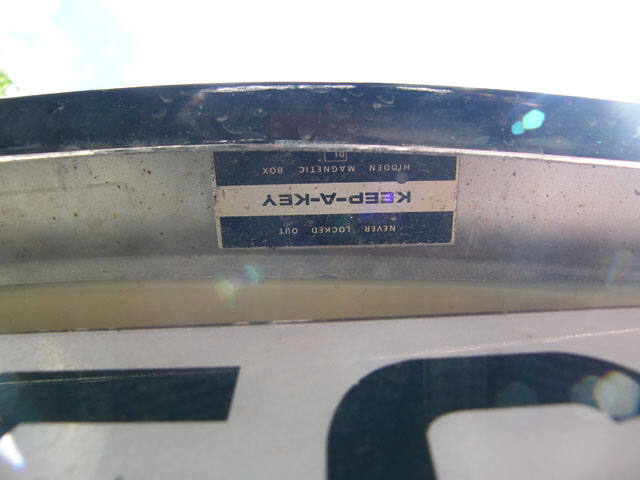 NEVER LOCKED OUT
KEEP-A-KEY
HIDDEN MAGNETIC BOX